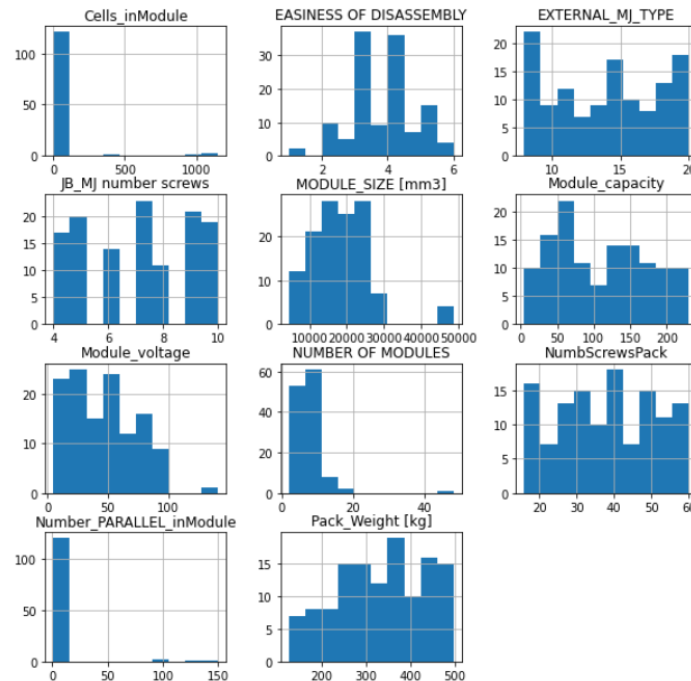 Cells_inModule
100
50
0
0 500 1000
EASINESS OF DISASSEMBLY
30
20
10
0
2 4 6
EXTERNAL_MJ_TYPE
20
15
10
5
0
10 15 20
JB_MJ number screws
20
15
10
5
0
4 6 8 10
MODULE_SIZE [mm3]
20
10
0
10000 20000 30000 40000 50000
Module_capacity
20
15
10
5
0
0 50 100 150 200
Module_voltage
20
10
0
0 50 100
NUMBER OF MODULES
60
40
20
0
0 20 40
NumbScrewsPack
15
10
5
0
20 30 40 50 60
Number_PARALLEL_inModule
100
50
0
0 50 100 150
Pack_Weight [kg]
15
10
5
0
200 300 400 500